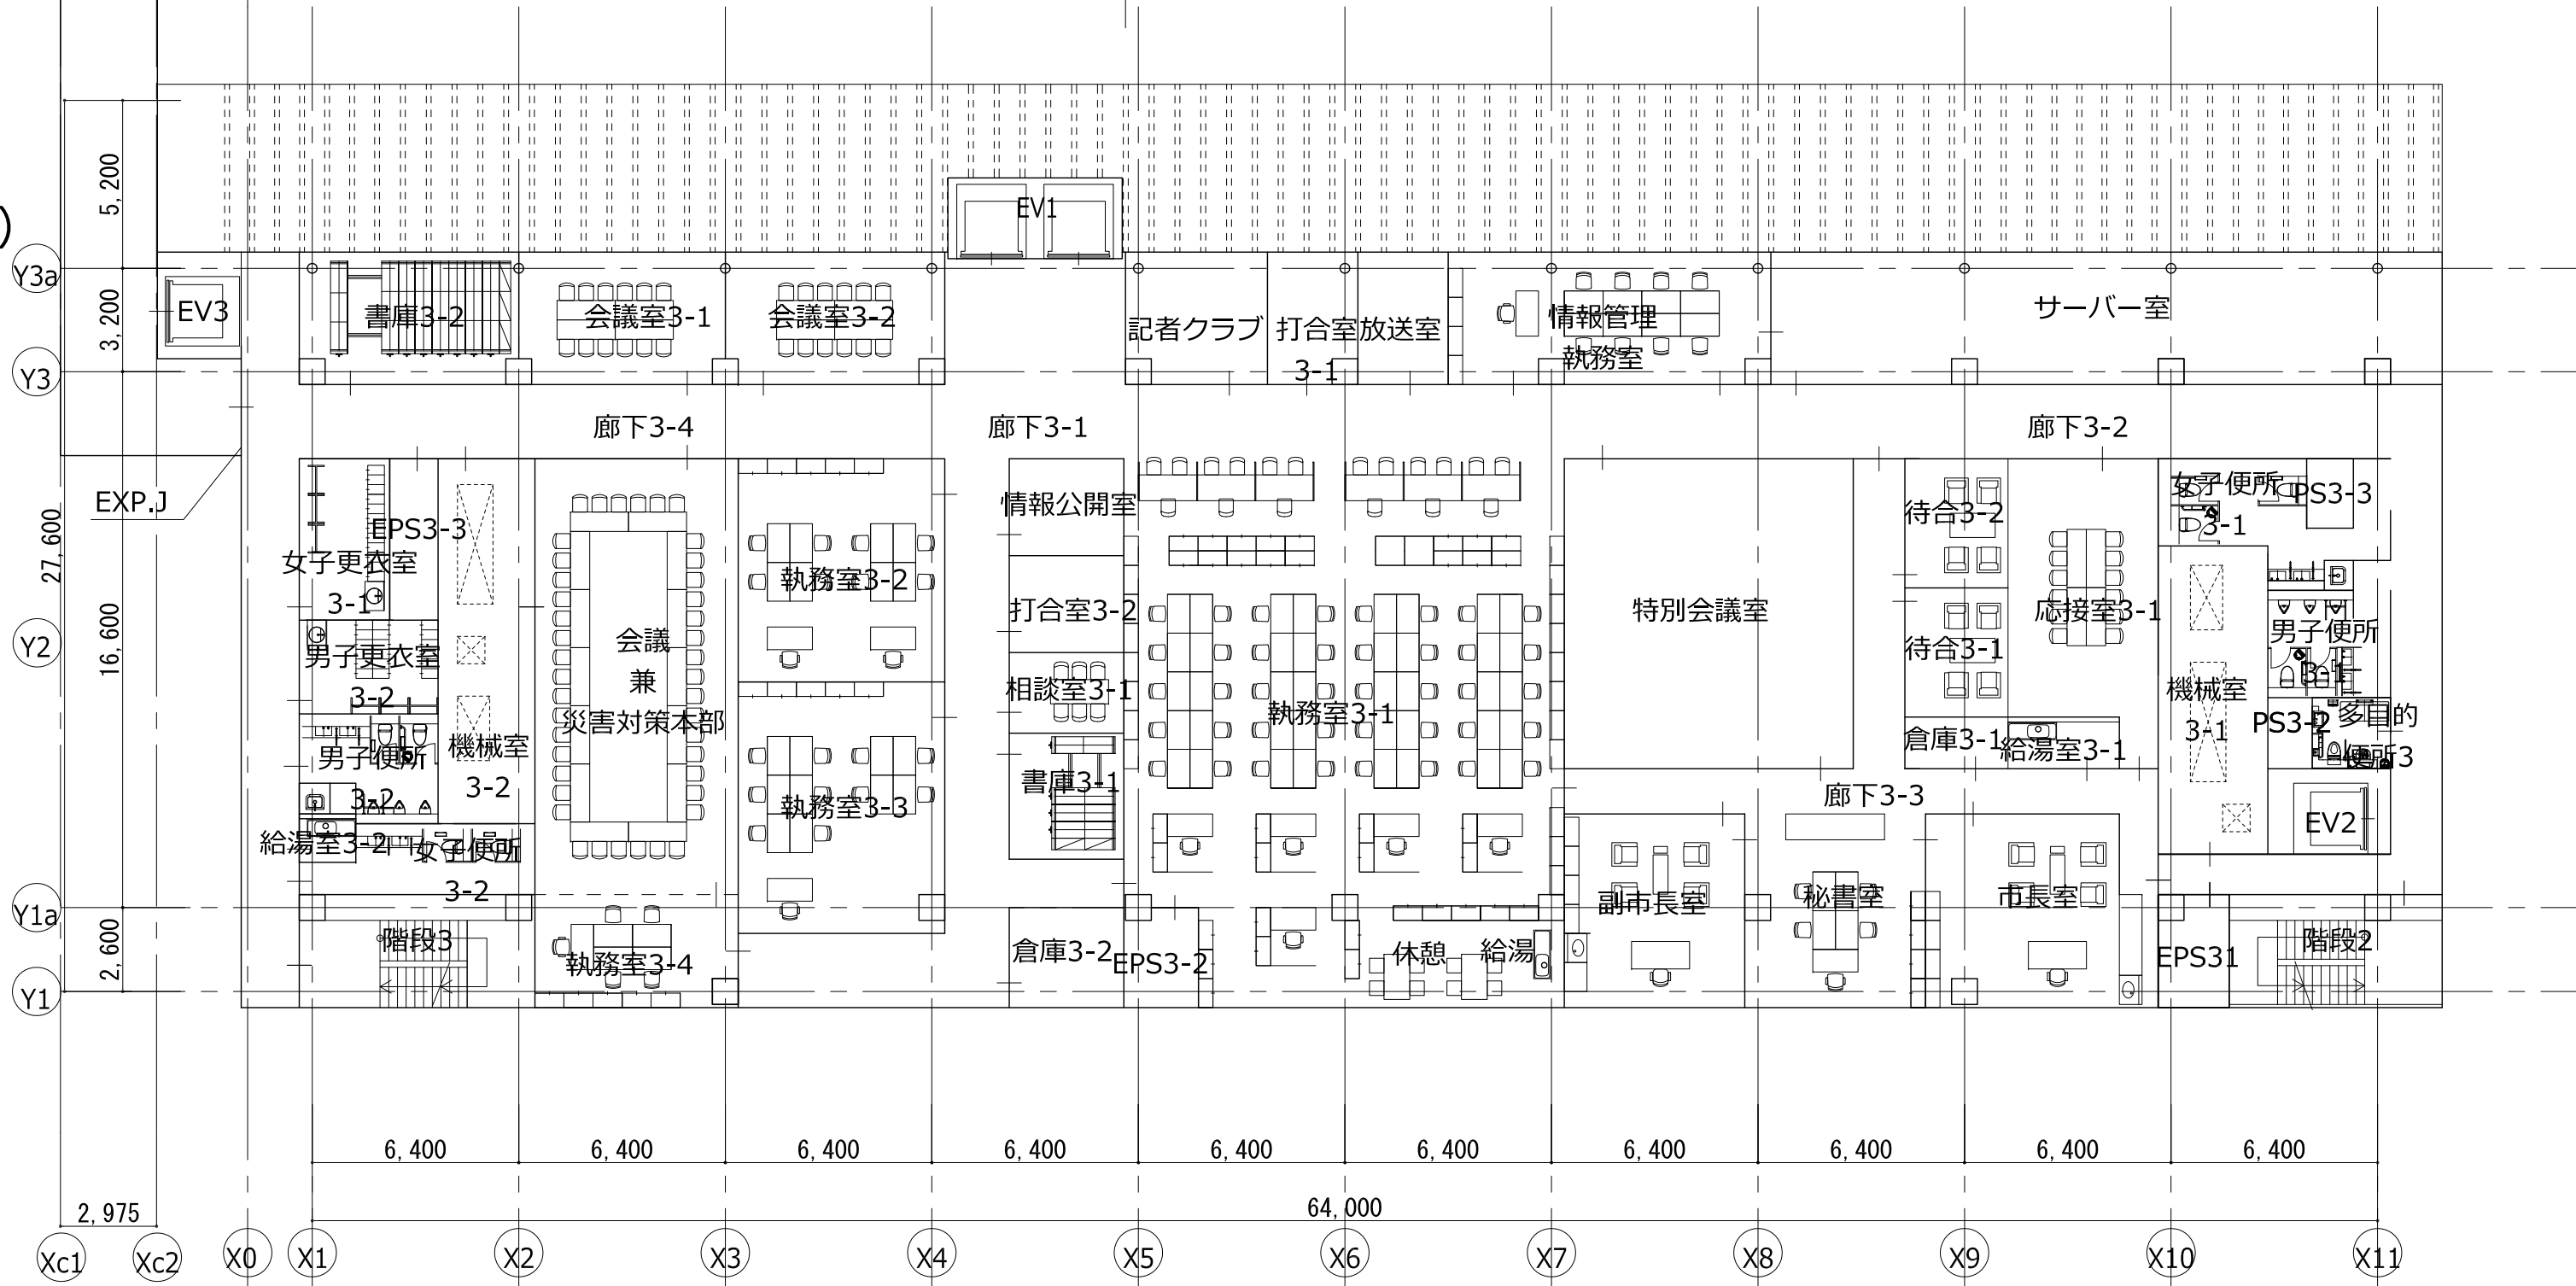 )
5,200
3,200
27,600
16,600
2,600
Y3a
Y3
Y2
Y1a
Y1
EV1
EV3
書庫3-2
会議室3-1
会議室3-2
記者クラブ
打合室
3-1
放送室
情報管理
執務室
サーバー室
廊下3-4
廊下3-1
廊下3-2
EXP.J
EPS3-3
女子更衣室
3-1
男子更衣室
3-2
男子便所
3-2
機械室
3-2
給湯室3-2
女子便所
3-2
階段3
会議
兼
災害対策本部
執務室3-4
執務室3-2
執務室3-3
情報公開室
打合室3-2
相談室3-1
書庫3-1
倉庫3-2
EPS3-2
執務室3-1
休憩
給湯
特別会議室
待合3-2
待合3-1
応接室3-1
倉庫3-1
給湯室3-1
廊下3-3
副市長室
秘書室
市長室
女子便所
3-1
PS3-3
男子便所
3-1
機械室
3-1
PS3-2
多目的
便所3
EV2
EPS31
階段2
6,400
6,400
6,400
6,400
6,400
6,400
6,400
6,400
6,400
6,400
2,975
64,000
Xc1
Xc2
X0
X1
X2
X3
X4
X5
X6
X7
X8
X9
X10
X11